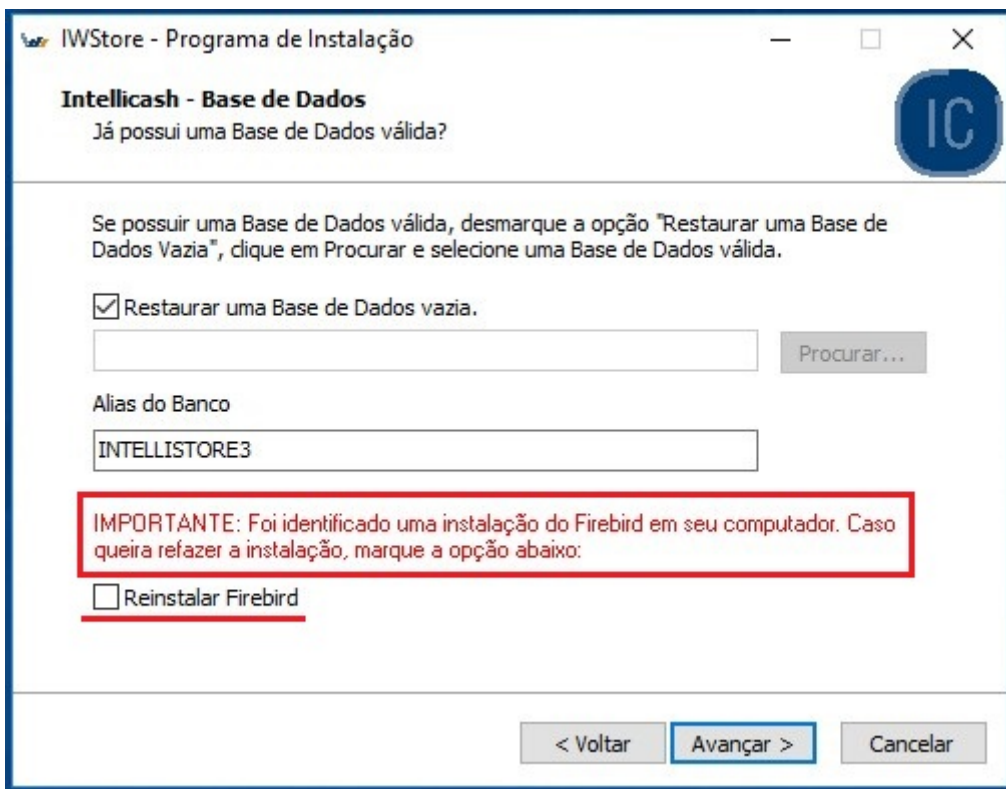 IWStore - Programa de Instalação
Intellicash - Base de Dados
Já possui uma Base de Dados válida?
IC
Se possuir uma Base de Dados válida, desmarque a opção "Restaurar uma Base de
Dados Vazia", clique em Procurar e selecione uma Base de Dados válida.
Restaurar uma Base de Dados vazia.
Procurar...
Alias do Banco
INTELLISTORE3
IMPORTANTE: Foi identificado uma instalação do Firebird em seu computador. Caso
queira refazer a instalação, marque a opção abaixo:
Reinstalar Firebird
< Voltar
Avançar >
Cancelar